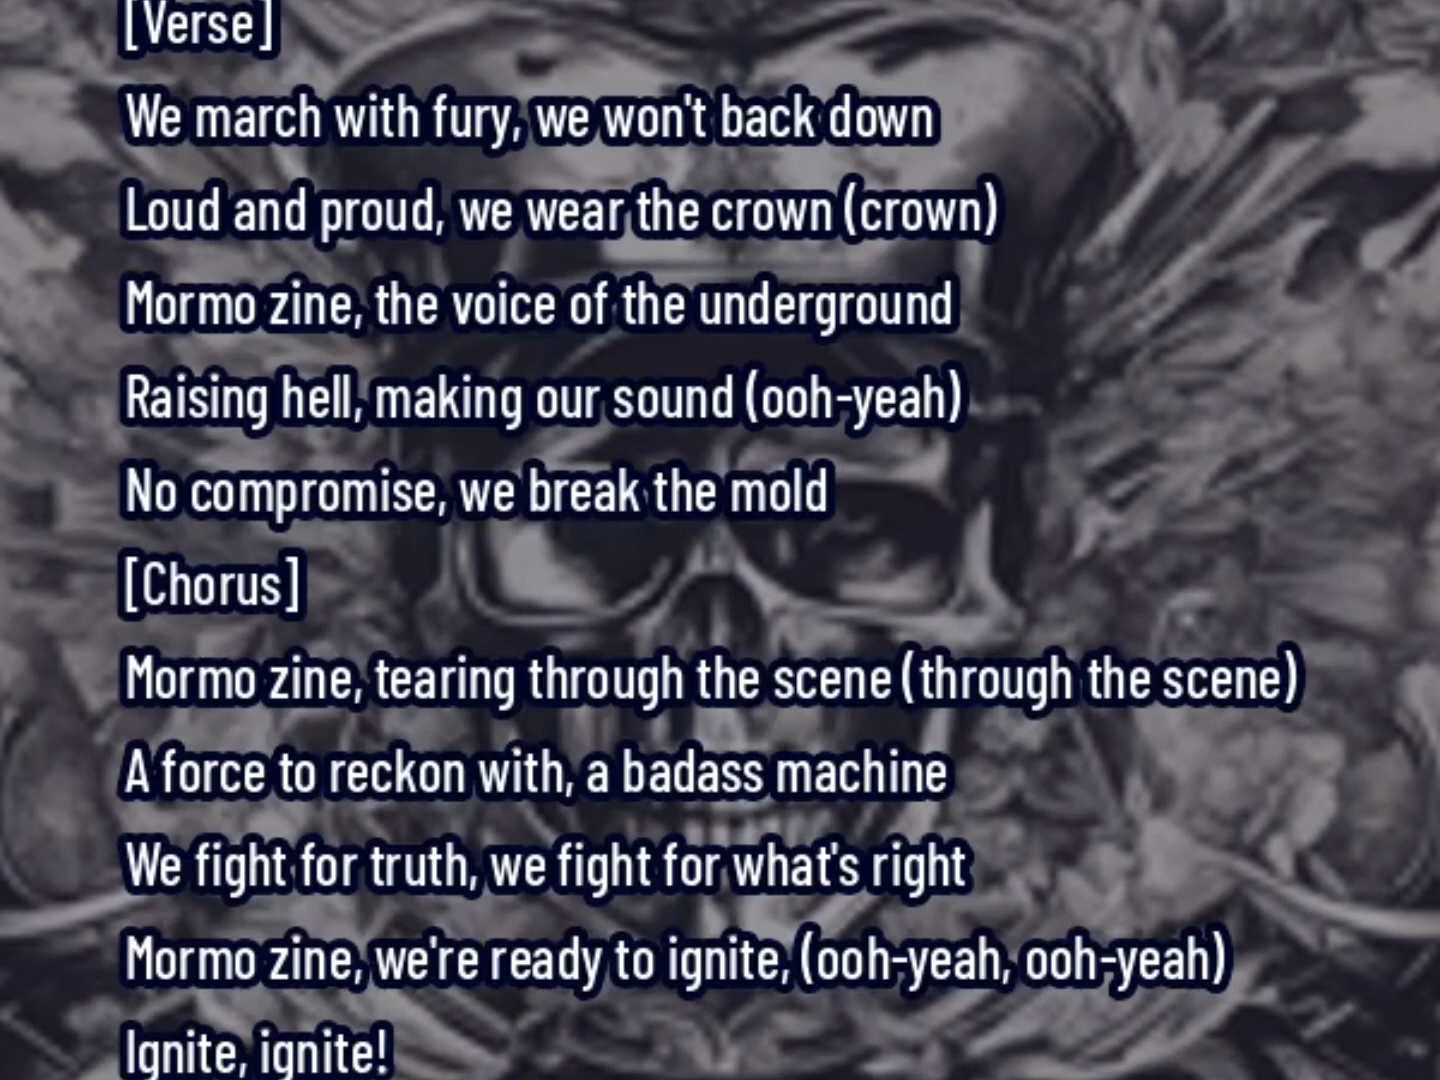 [Verse]
We march with fury, we won't back down
Loud and proud, we wear the crown (crown)
Mormo zine, the voice of the underground
Raising hell, making our sound (ooh-yeah)
No compromise, we break the mold
[Chorus]
Mormo zine, tearing through the scene (through the scene)
A force to reckon with, a badass machine
We fight for truth, we fight for what's right
Mormo zine, we're ready to ignite, (ooh-yeah, ooh-yeah)
Ignite, ignite!